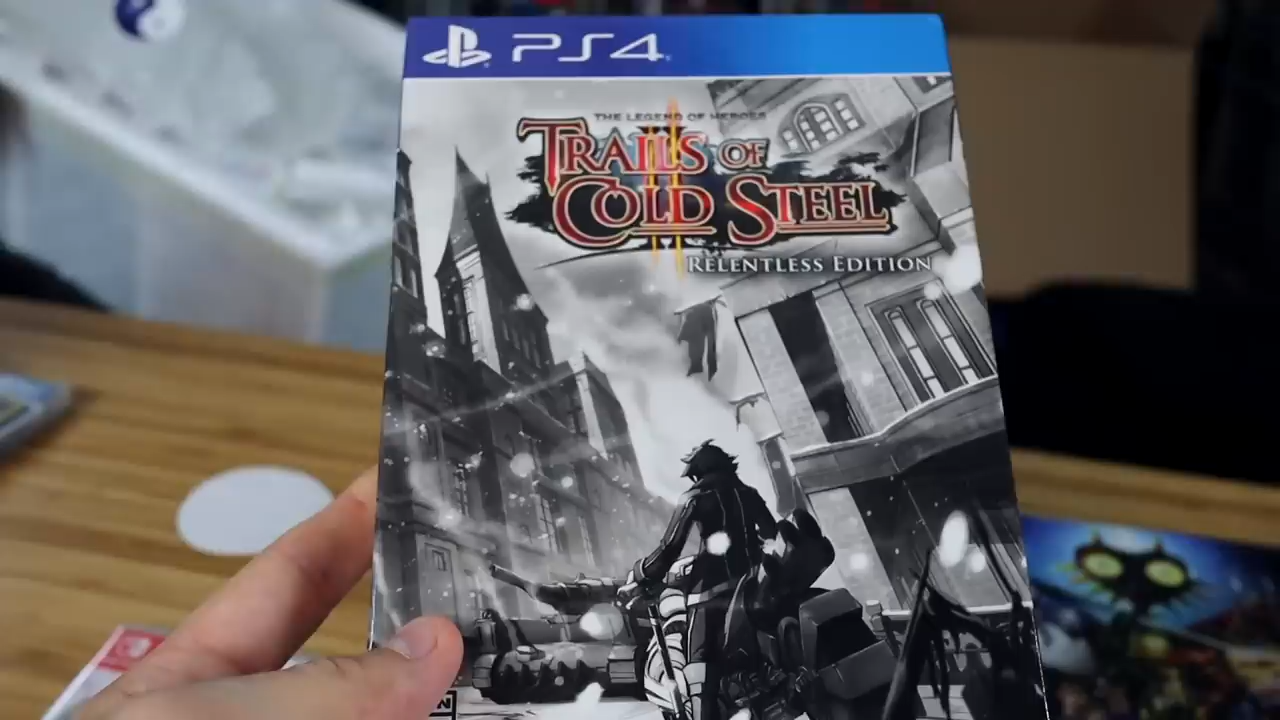 PS4
THE LEGEND OF HEROES
TRAILS OF
COLD STEEL
II
RELENTLESS EDITION